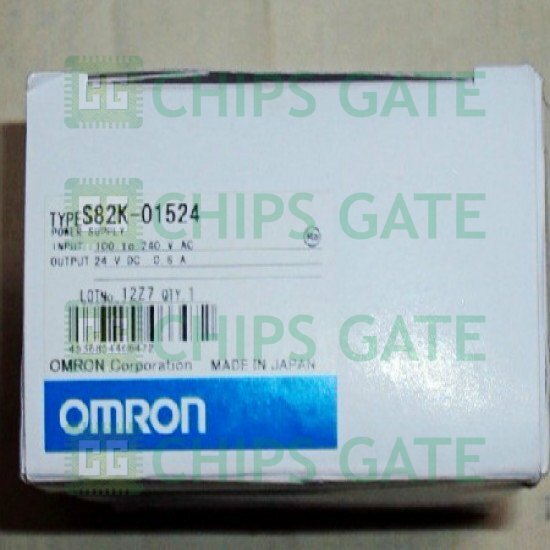 CHIPS GATE
CHIPS GATE
TYPE S82K-01524
POWER SUPPLY
INPUT 100 to 240 V AC
OUTPUT 24 V DC 0.6 A
LOT No. 12Z7 QTY. 1
CHIPS GATE
OMRON Corporation MADE IN JAPAN
OMRON
CHIPS GATE